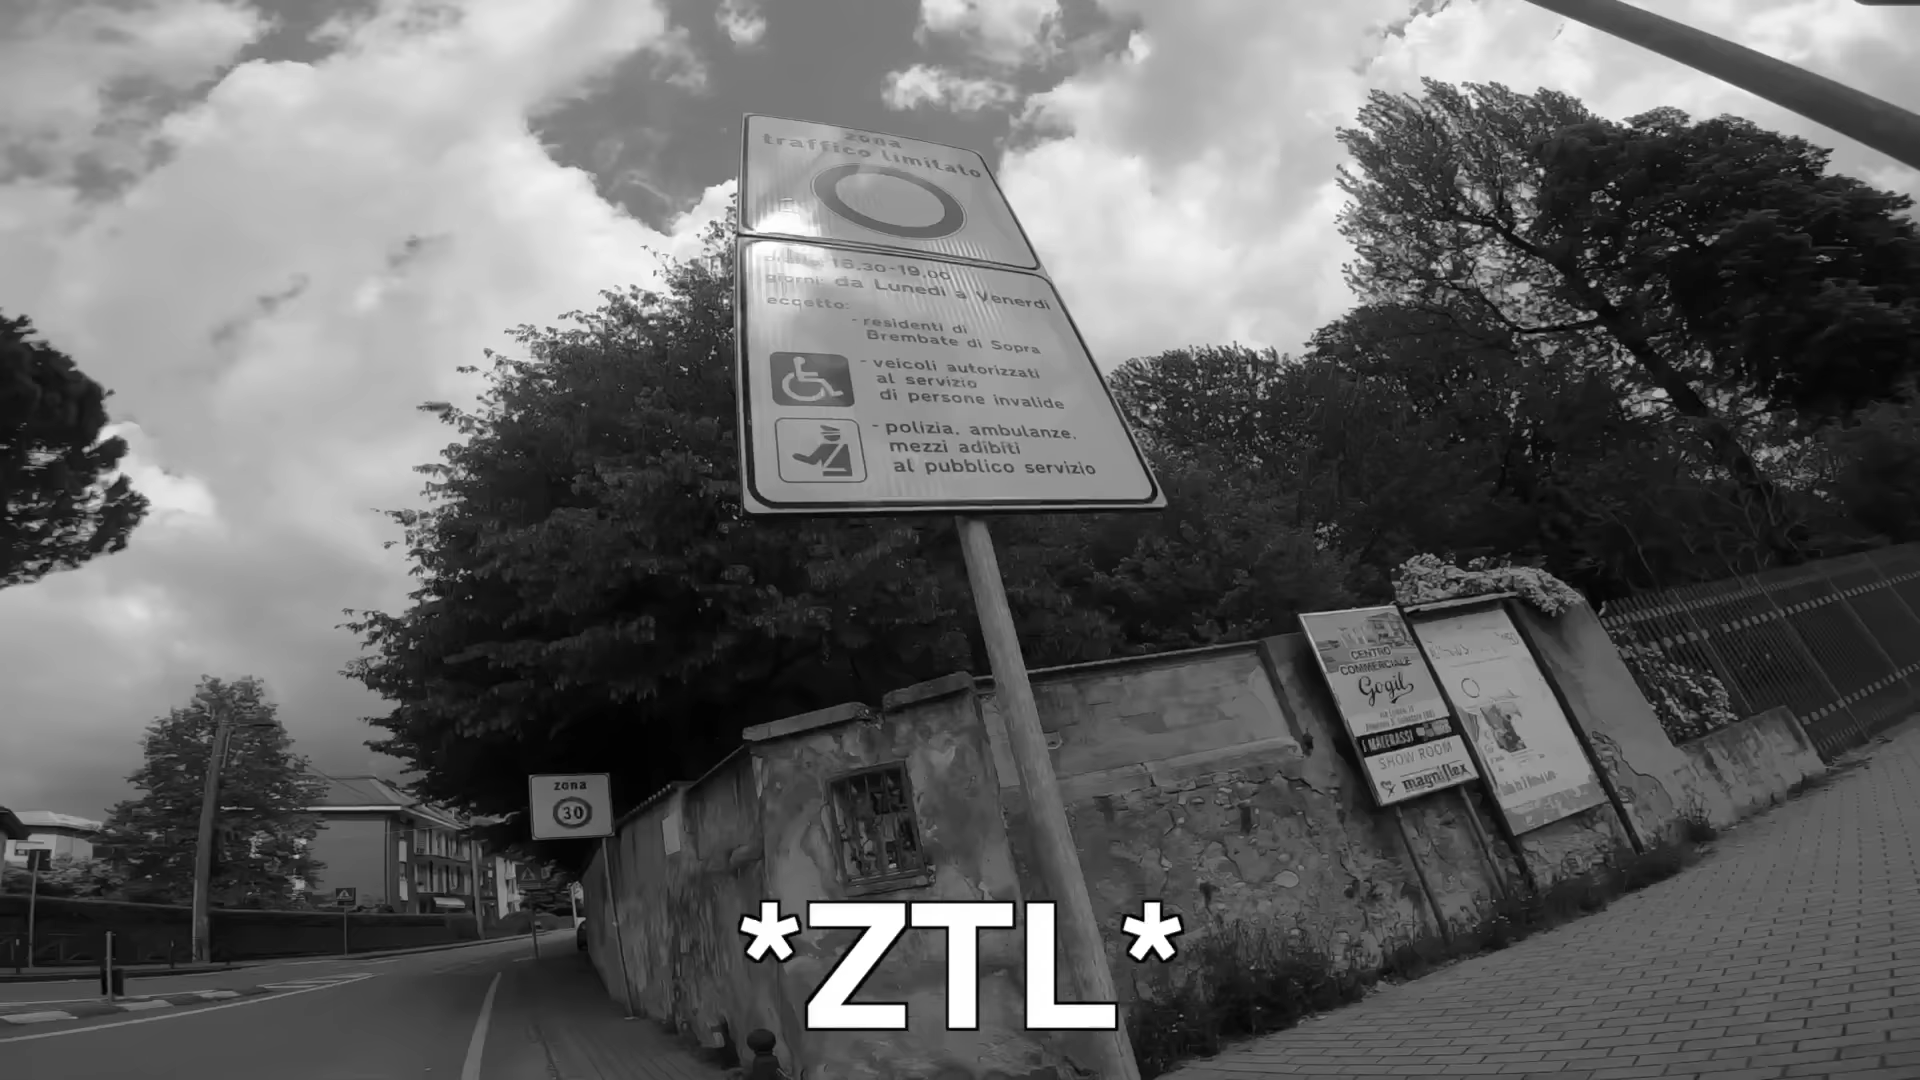 zona
traffico limitato
dalle 16.30-19.00
giorni: da Lunedì a Venerdì
eccetto:
- residenti di
Brembate di Sopra
- veicoli autorizzati
al servizio
di persone invalide
- polizia, ambulanze,
mezzi adibiti
al pubblico servizio
zona
30
CENTRO
COMMERCIALE
Gogil
I MATERASSI
SHOW ROOM
magniflex
*ZTL*